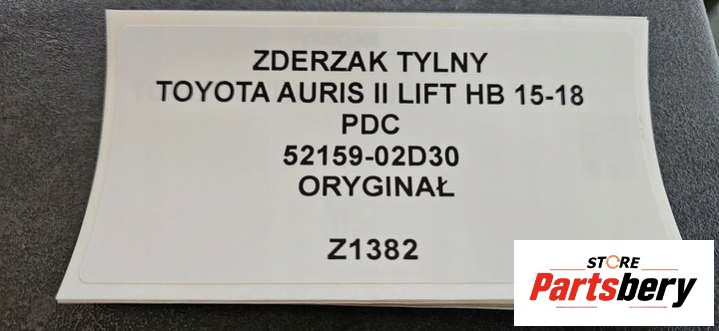 ZDERZAK TYLNY
TOYOTA AURIS II LIFT HB 15-18
PDC
52159-02D30
ORYGINAŁ
Z1382
STORE
Partsbery